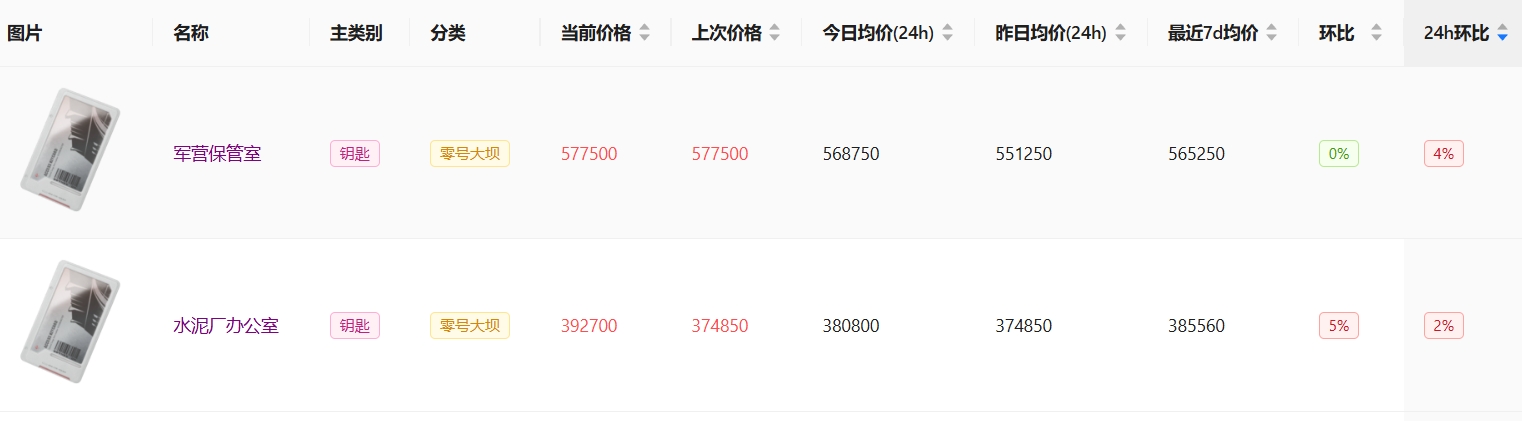 图片 名称 主类别 分类 当前价格 上次价格 今日均价(24h) 昨日均价(24h) 最近7d均价 环比 24h环比
军营保管室 钥匙 零号大坝 577500 577500 568750 551250 565250 0% 4%
水泥厂办公室 钥匙 零号大坝 392700 374850 380800 374850 385560 5% 2%